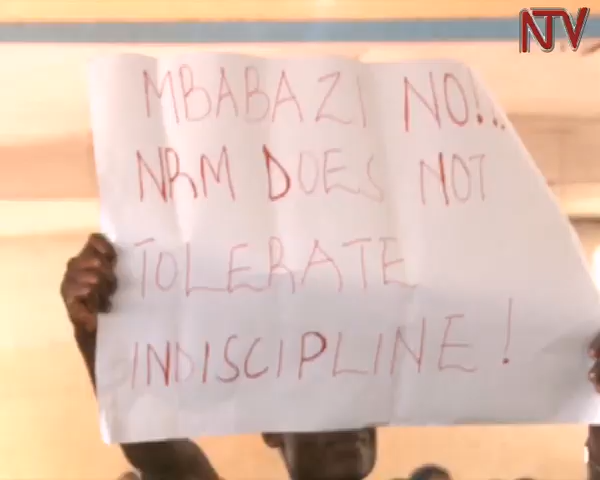 NTV
MBABAZI NO!..
NRM DOES NOT
TOLERATE
INDISCIPLINE!